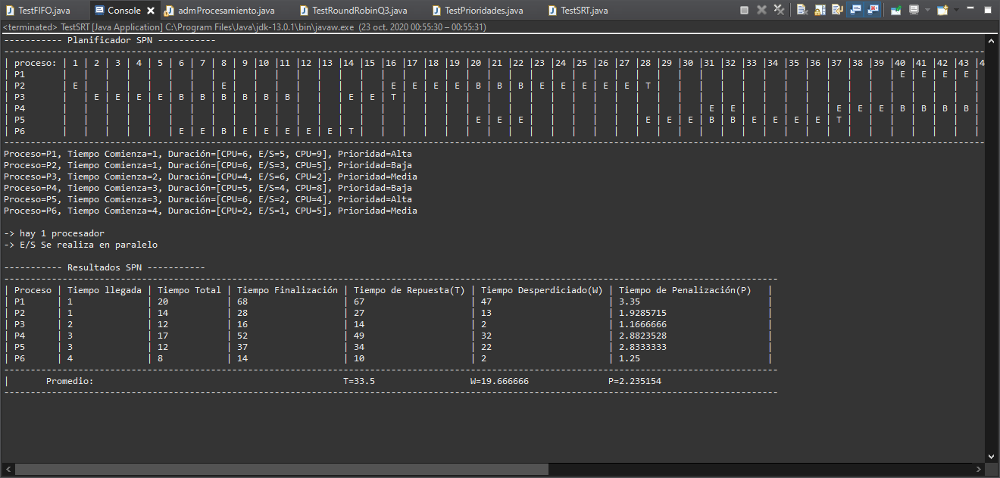 TestFIFO.java Console admProcesamiento.java TestRoundRobinQ3.java TestPrioridades.java TestSRT.java
<terminated> TestSRT [Java Application] C:\Program Files\Java\jdk-13.0.1\bin\javaw.exe (23 oct. 2020 00:55:30 – 00:55:31)
----------- Planificador SPN -----------
| proceso: | 1 | 2 | 3 | 4 | 5 | 6 | 7 | 8 | 9 |10 |11 |12 |13 |14 |15 |16 |17 |18 |19 |20 |21 |22 |23 |24 |25 |26 |27 |28 |29 |30 |31 |32 |33 |34 |35 |36 |37 |38 |39 |40 |41 |42 |43 |4
| P1 | | | | | | | | | | | | | | | | | | | | | | | | | | | | | | | | | | | | | | | | E | E | E | E |
| P2 | E | | | | | | | E | | | | | | | | E | E | E | E | B | B | B | E | E | E | E | E | T | | | | | | | | | | | | | | | |
| P3 | | E | E | E | E | B | B | B | B | B | B | | | E | E | T | | | | | | | | | | | | | | | | | | | | | | | | | | | |
| P4 | | | | | | | | | | | | | | | | | | | | | | | | | | | | | | | E | E | | | | | E | E | E | B | B | B | B |
| P5 | | | | | | | | | | | | | | | | | | | | E | E | E | | | | | | E | E | E | B | B | E | E | E | E | T | | | | | | |
| P6 | | | | | | E | E | B | E | E | E | E | E | T | | | | | | | | | | | | | | | | | | | | | | | | | | | | | |
Proceso=P1, Tiempo Comienza=1, Duración=[CPU=6, E/S=5, CPU=9], Prioridad=Alta
Proceso=P2, Tiempo Comienza=1, Duración=[CPU=6, E/S=3, CPU=5], Prioridad=Baja
Proceso=P3, Tiempo Comienza=2, Duración=[CPU=4, E/S=6, CPU=2], Prioridad=Media
Proceso=P4, Tiempo Comienza=3, Duración=[CPU=5, E/S=4, CPU=8], Prioridad=Baja
Proceso=P5, Tiempo Comienza=3, Duración=[CPU=6, E/S=2, CPU=4], Prioridad=Alta
Proceso=P6, Tiempo Comienza=4, Duración=[CPU=2, E/S=1, CPU=5], Prioridad=Media
-> hay 1 procesador
-> E/S Se realiza en paralelo
----------- Resultados SPN -----------
| Proceso | Tiempo llegada | Tiempo Total | Tiempo Finalización | Tiempo de Repuesta(T) | Tiempo Desperdiciado(W) | Tiempo de Penalización(P) |
| P1 | 1 | 20 | 68 | 67 | 47 | 3.35 |
| P2 | 1 | 14 | 28 | 27 | 13 | 1.9285715 |
| P3 | 2 | 12 | 16 | 14 | 2 | 1.1666666 |
| P4 | 3 | 17 | 52 | 49 | 32 | 2.8823528 |
| P5 | 3 | 12 | 37 | 34 | 22 | 2.8333333 |
| P6 | 4 | 8 | 14 | 10 | 2 | 1.25 |
| Promedio: T=33.5 W=19.666666 P=2.235154